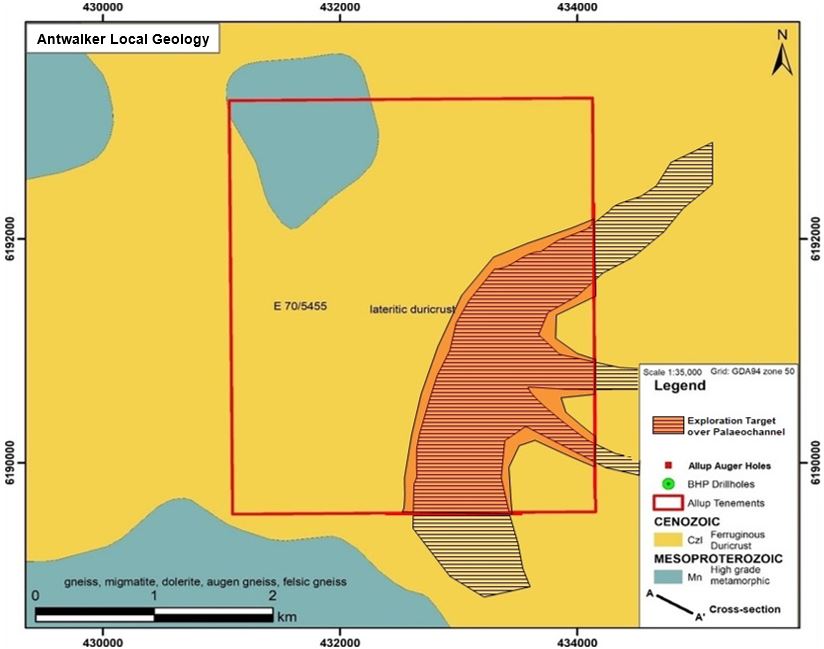 430000 432000 434000
Antwalker Local Geology
N
6192000 6192000
E 70/5455 lateritic duricrust
Scale 1:35,000 Grid: GDA94 zone 50
Legend
Exploration Target
over Palaeochannel
6190000 6190000
Allup Auger Holes
BHP Drillholes
Allup Tenements
CENOZOIC
Czl Ferruginous
Duricrust
MESOPROTEROZOIC
Mn High grade
metamorphic
gneiss, migmatite, dolerite, augen gneiss, felsic gneiss
0 1 2
km
A A' Cross-section
430000 432000 434000